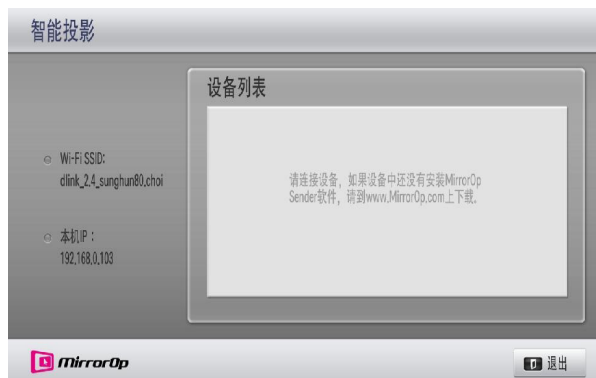 智能投影
设备列表
Wi-Fi SSID:
dlink_2,4_sunghun80,choi
本机IP：
192,168,0,103
请连接设备，如果设备中还没有安装MirrorOp
Sender软件，请到www,MirrorOp,com上下载。
MirrorOp
退出